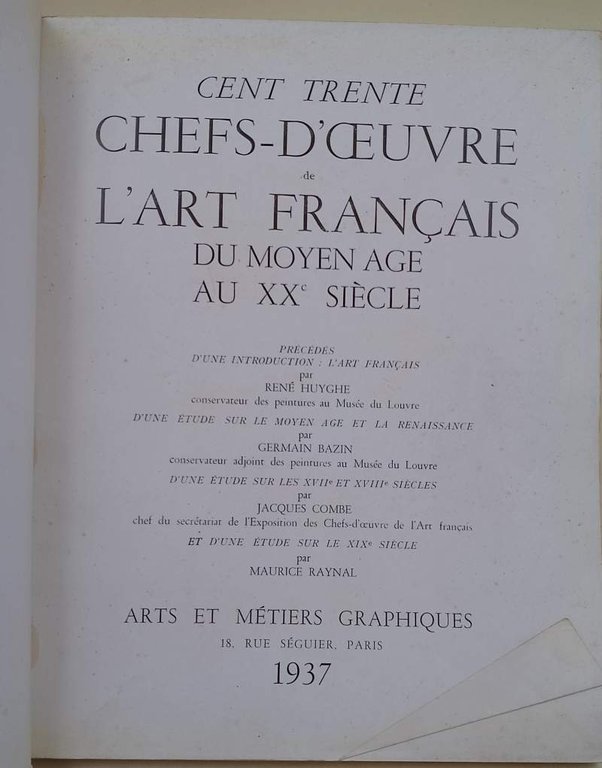 CENT TRENTE
CHEFS-D'ŒUVRE
de
L'ART FRANÇAIS
DU MOYEN AGE
AU XXe SIÈCLE
PRÉCÉDÉS
D'UNE INTRODUCTION : L'ART FRANÇAIS
par
RENÉ HUYGHE
conservateur des peintures au Musée du Louvre
D'UNE ÉTUDE SUR LE MOYEN AGE ET LA RENAISSANCE
par
GERMAIN BAZIN
conservateur adjoint des peintures au Musée du Louvre
D'UNE ÉTUDE SUR LES XVIIe ET XVIIIe SIÈCLES
par
JACQUES COMBE
chef du secrétariat de l'Exposition des Chefs-d'œuvre de l'Art français
ET D'UNE ÉTUDE SUR LE XIXe SIÈCLE
par
MAURICE RAYNAL
ARTS ET MÉTIERS GRAPHIQUES
18, RUE SÉGUIER, PARIS
1937